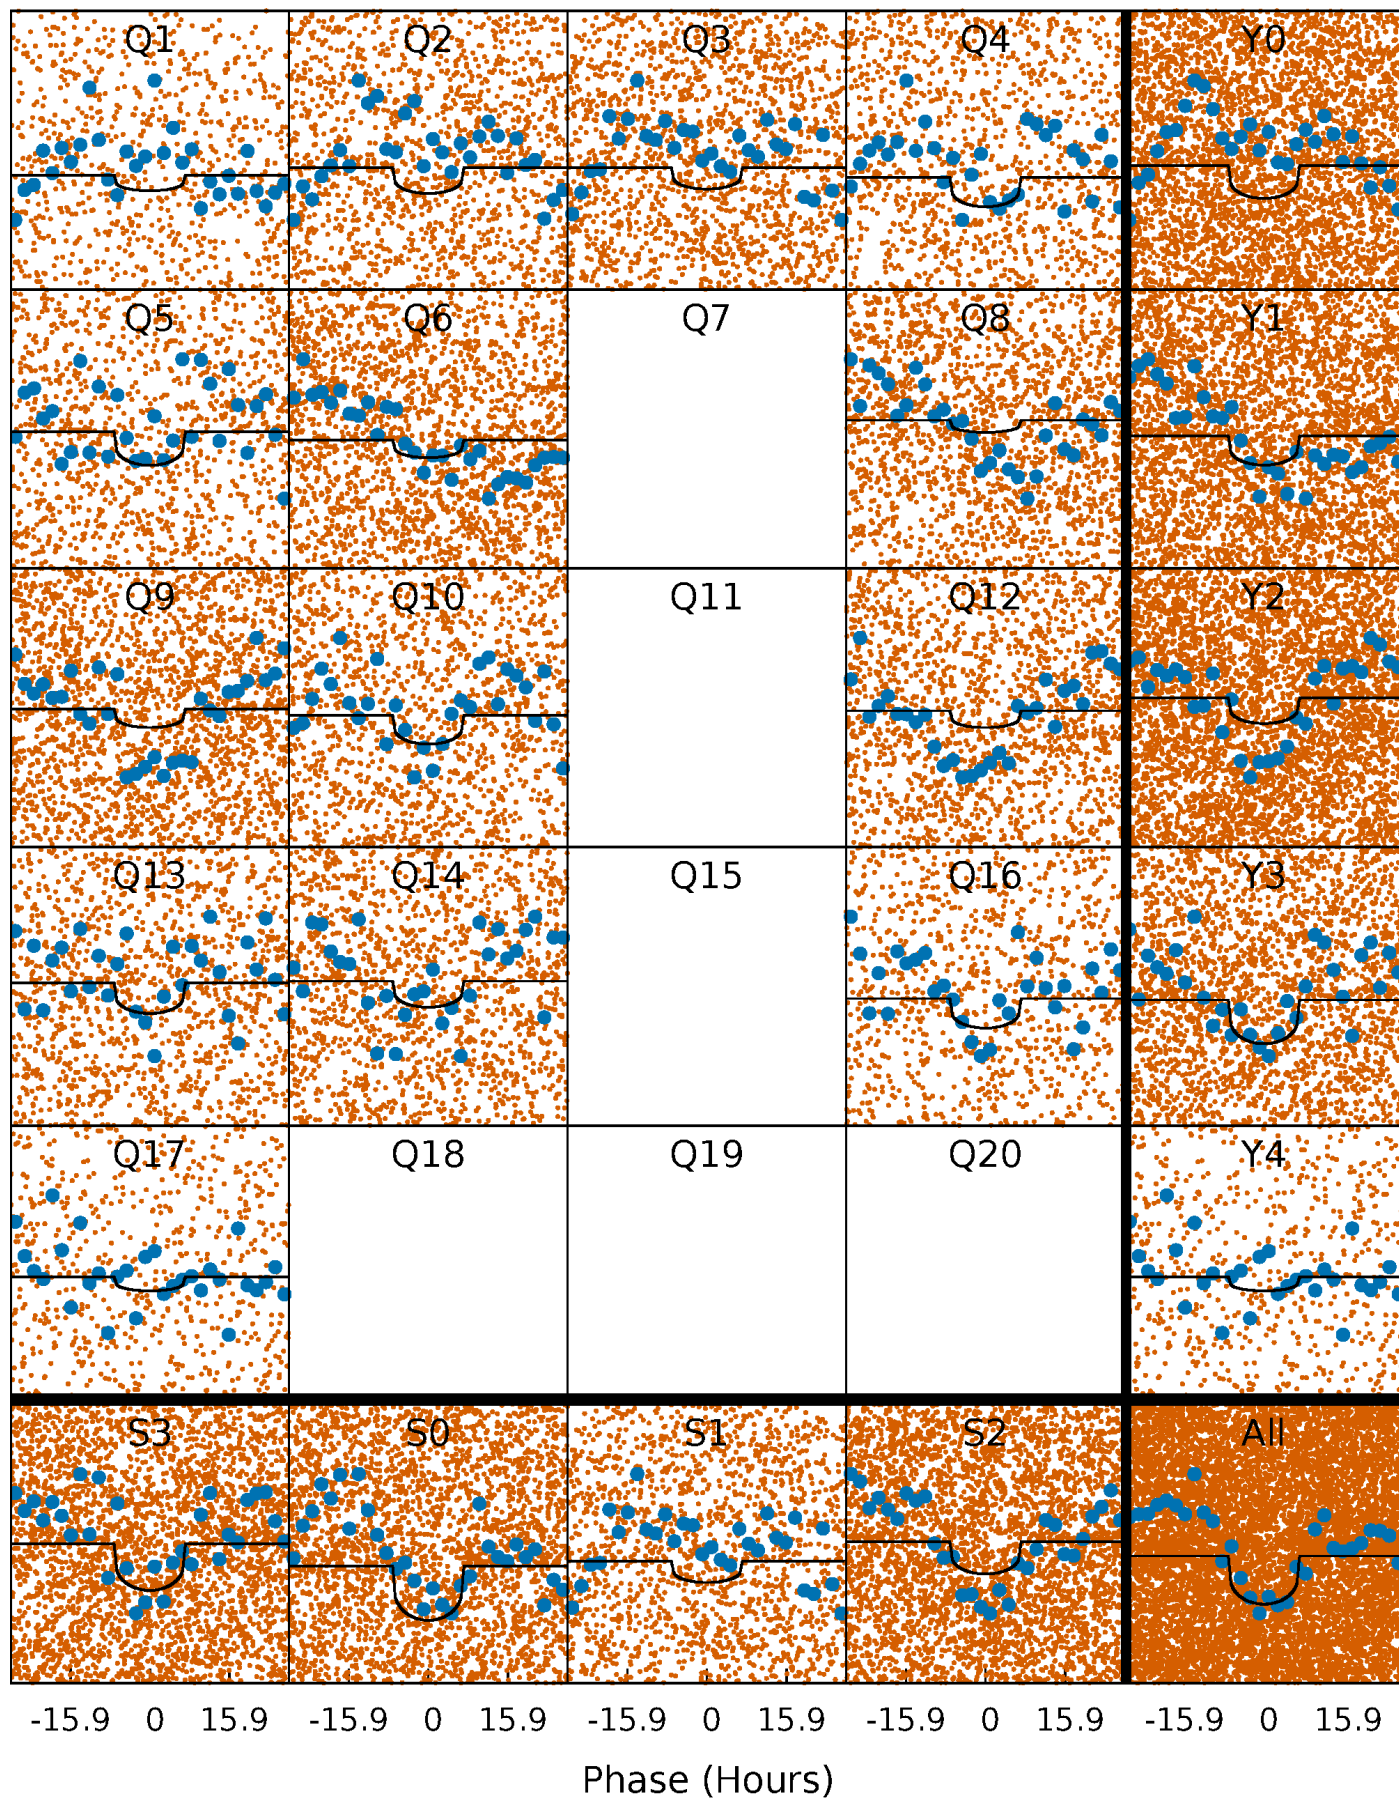 Q1 Q2 Q3 Q4 Y0
Q5 Q6 Q7 Q8 Y1
Q9 Q10 Q11 Q12 Y2
Q13 Q14 Q15 Q16 Y3
Q17 Q18 Q19 Q20 Y4
S3 S0 S1 S2 All
-15.9 0 15.9 -15.9 0 15.9 -15.9 0 15.9 -15.9 0 15.9 -15.9 0 15.9
Phase (Hours)